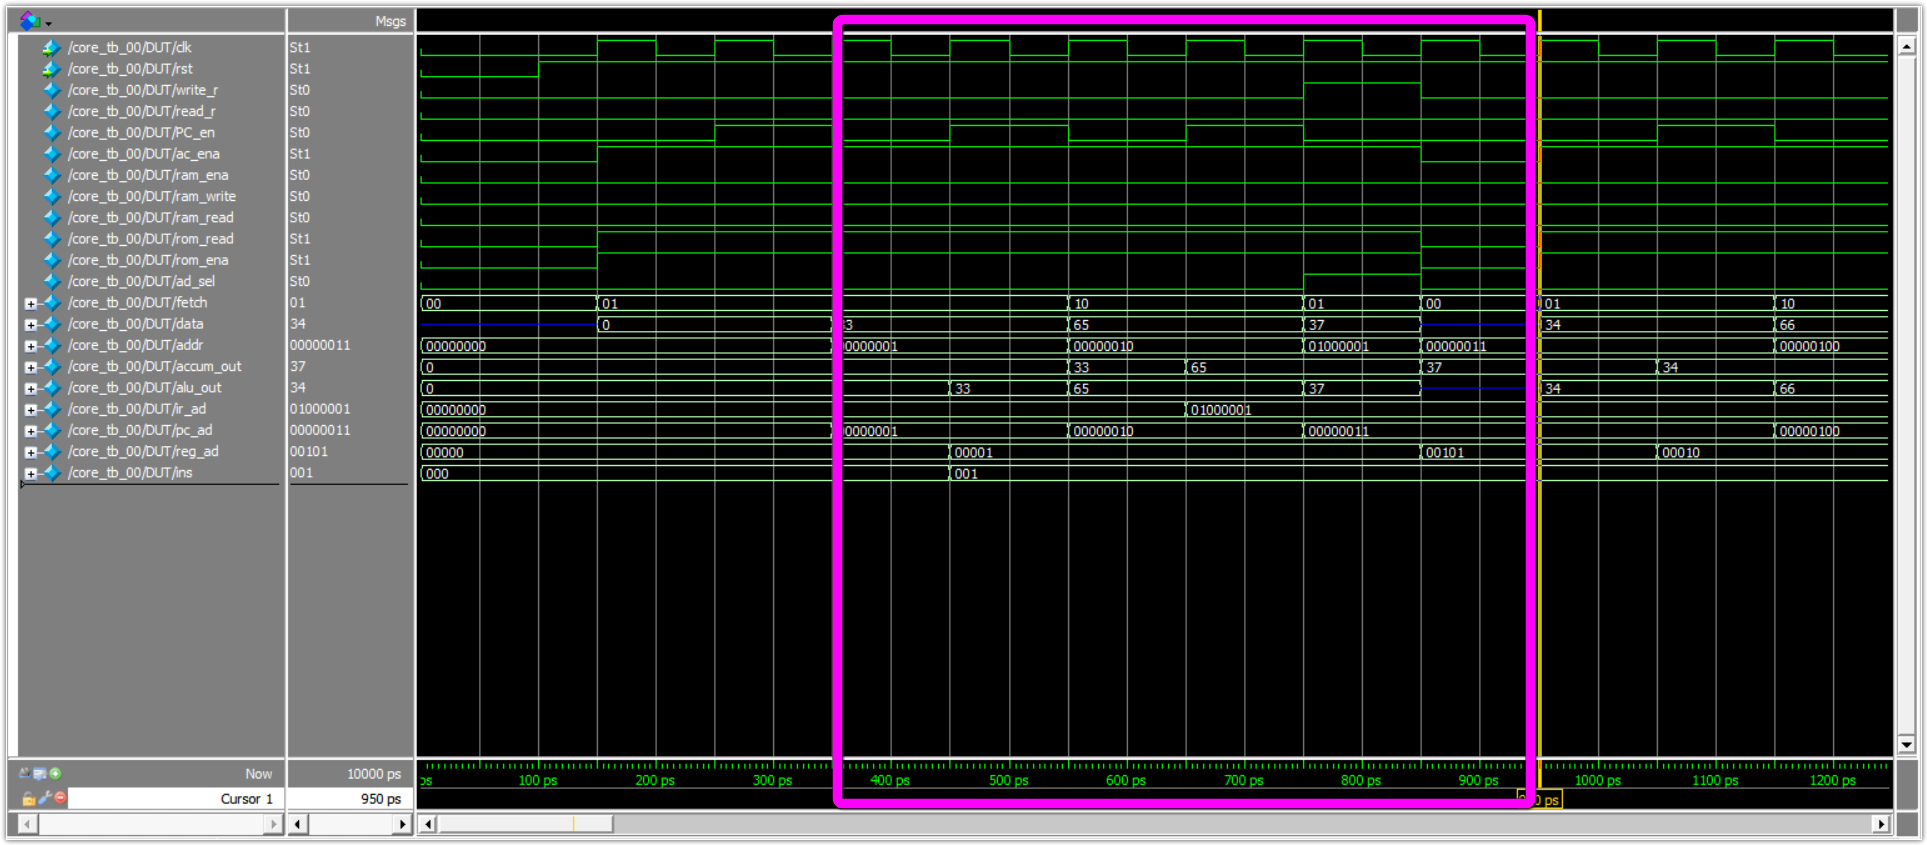 Msgs
/core_tb_00/DUT/clk St1
/core_tb_00/DUT/rst St1
/core_tb_00/DUT/write_r St0
/core_tb_00/DUT/read_r St0
/core_tb_00/DUT/PC_en St0
/core_tb_00/DUT/ac_ena St1
/core_tb_00/DUT/ram_ena St0
/core_tb_00/DUT/ram_write St0
/core_tb_00/DUT/ram_read St0
/core_tb_00/DUT/rom_read St1
/core_tb_00/DUT/rom_ena St1
/core_tb_00/DUT/ad_sel St0
/core_tb_00/DUT/fetch 01 00 01 10 01 00 01 10
/core_tb_00/DUT/data 34 0 65 37 34 66
/core_tb_00/DUT/addr 00000011 00000000 00000001 00000010 01000001 00000011 00000100
/core_tb_00/DUT/accum_out 37 0 33 65 37 34
/core_tb_00/DUT/alu_out 34 0 33 65 37 34 66
/core_tb_00/DUT/ir_ad 01000001 00000000 01000001
/core_tb_00/DUT/pc_ad 00000011 00000000 00000001 00000010 00000011 00000100
/core_tb_00/DUT/reg_ad 00101 00000 00001 00101 00010
/core_tb_00/DUT/ins 001 000 001
Now 10000 ps ps 100 ps 200 ps 300 ps 400 ps 500 ps 600 ps 700 ps 800 ps 900 ps 1000 ps 1100 ps 1200 ps
Cursor 1 950 ps ps